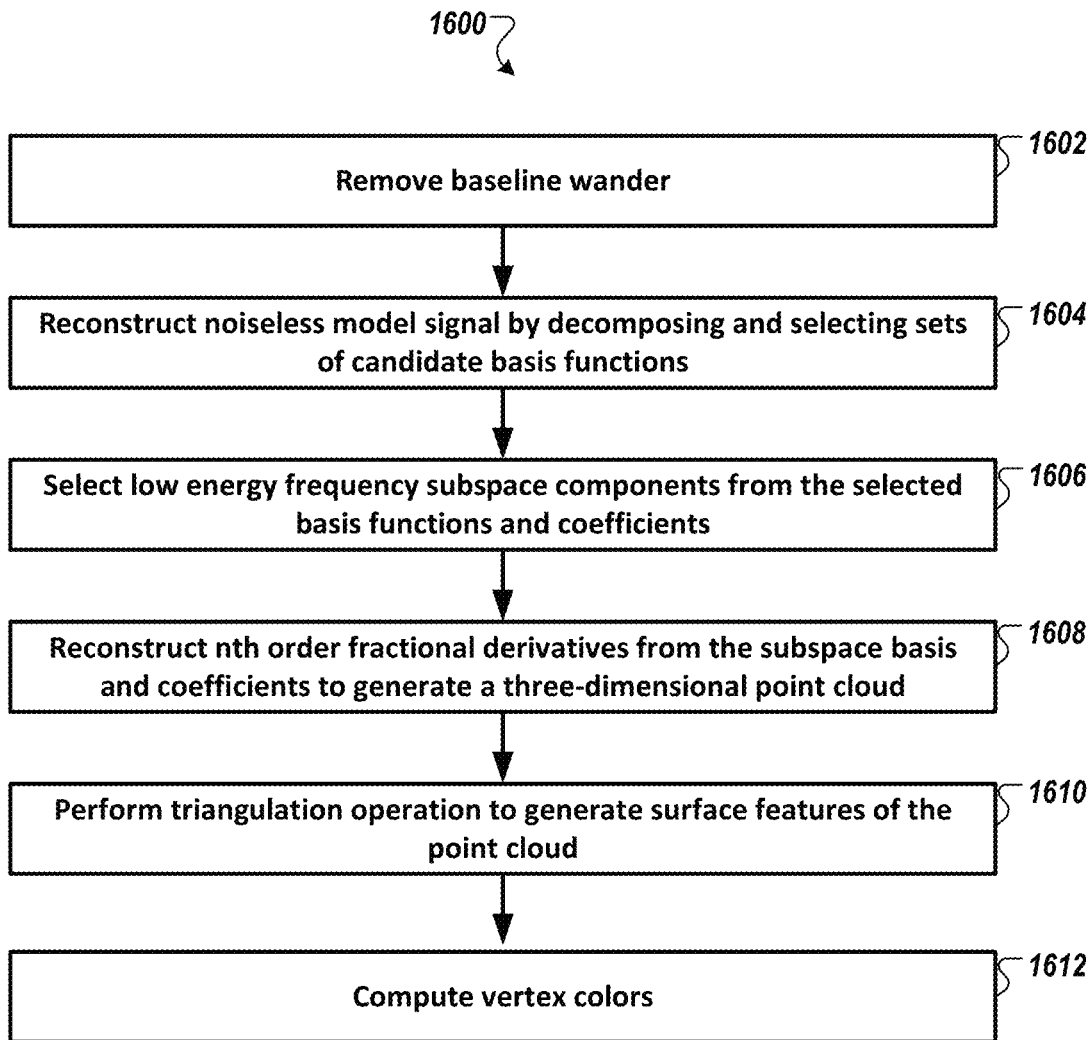 1600
Remove baseline wander
1602
Reconstruct noiseless model signal by decomposing and selecting sets
of candidate basis functions
1604
Select low energy frequency subspace components from the selected
basis functions and coefficients
1606
Reconstruct nth order fractional derivatives from the subspace basis
and coefficients to generate a three-dimensional point cloud
1608
Perform triangulation operation to generate surface features of the
point cloud
1610
Compute vertex colors
1612